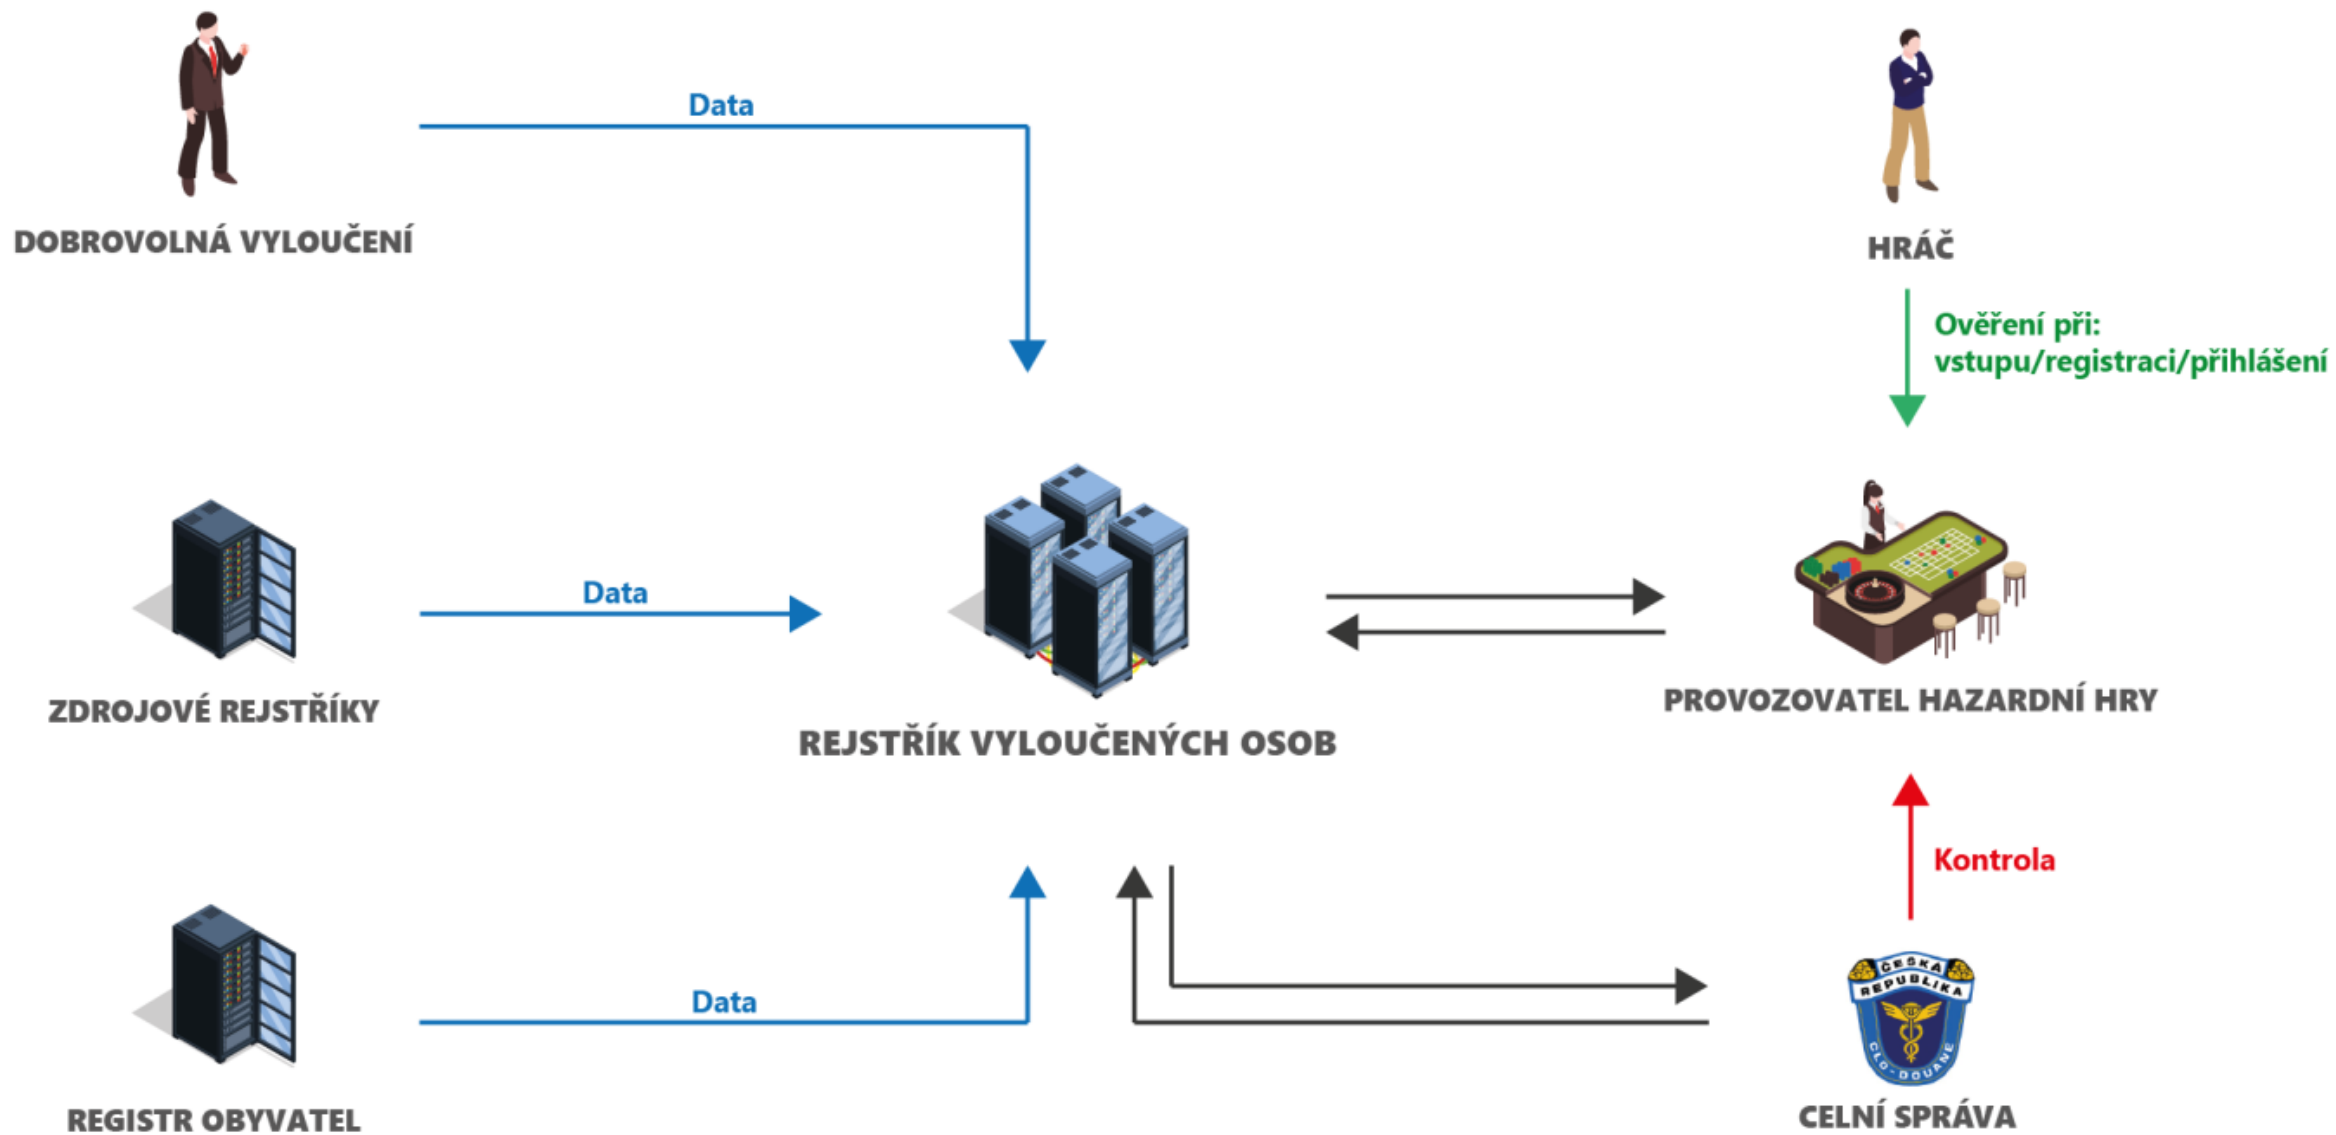 Data
DOBROVOLNÁ VYLOUČENÍ
HRÁČ
Ověření při:
vstupu/registraci/přihlášení
Data
ZDROJOVÉ REJSTŘÍKY
REJSTŘÍK VYLOUČENÝCH OSOB
PROVOZOVATEL HAZARDNÍ HRY
Kontrola
Data
ČESKÁ
REPUBLIKA
CLO-DOUANE
REGISTR OBYVATEL
CELNÍ SPRÁVA